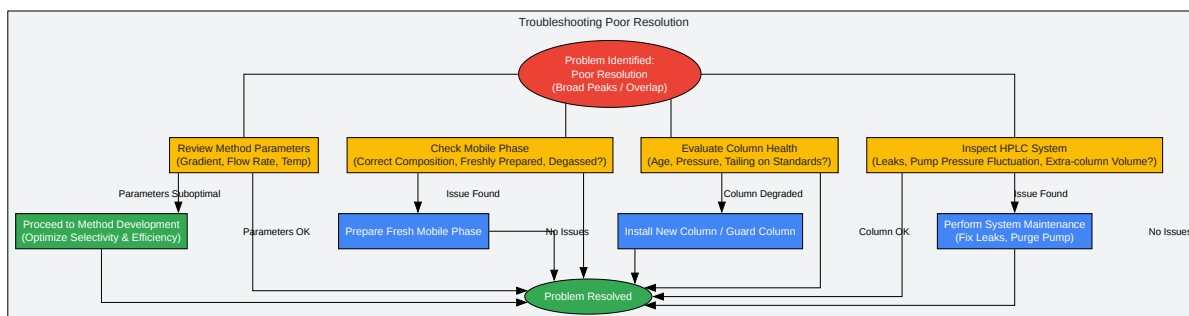 Troubleshooting Poor Resolution
Problem Identified:
Poor Resolution
(Broad Peaks / Overlap)
Review Method Parameters
(Gradient, Flow Rate, Temp)
Check Mobile Phase
(Correct Composition, Freshly Prepared, Degassed?)
Evaluate Column Health
(Age, Pressure, Tailing on Standards?)
Inspect HPLC System
(Leaks, Pump Pressure Fluctuation, Extra-column Volume?)
Parameters Suboptimal
Issue Found
Column Degraded
Issue Found
Proceed to Method Development
(Optimize Selectivity & Efficiency)
Parameters OK
Prepare Fresh Mobile Phase
No Issues
Install New Column / Guard Column
Column OK
Perform System Maintenance
(Fix Leaks, Purge Pump)
No Issues
Problem Resolved